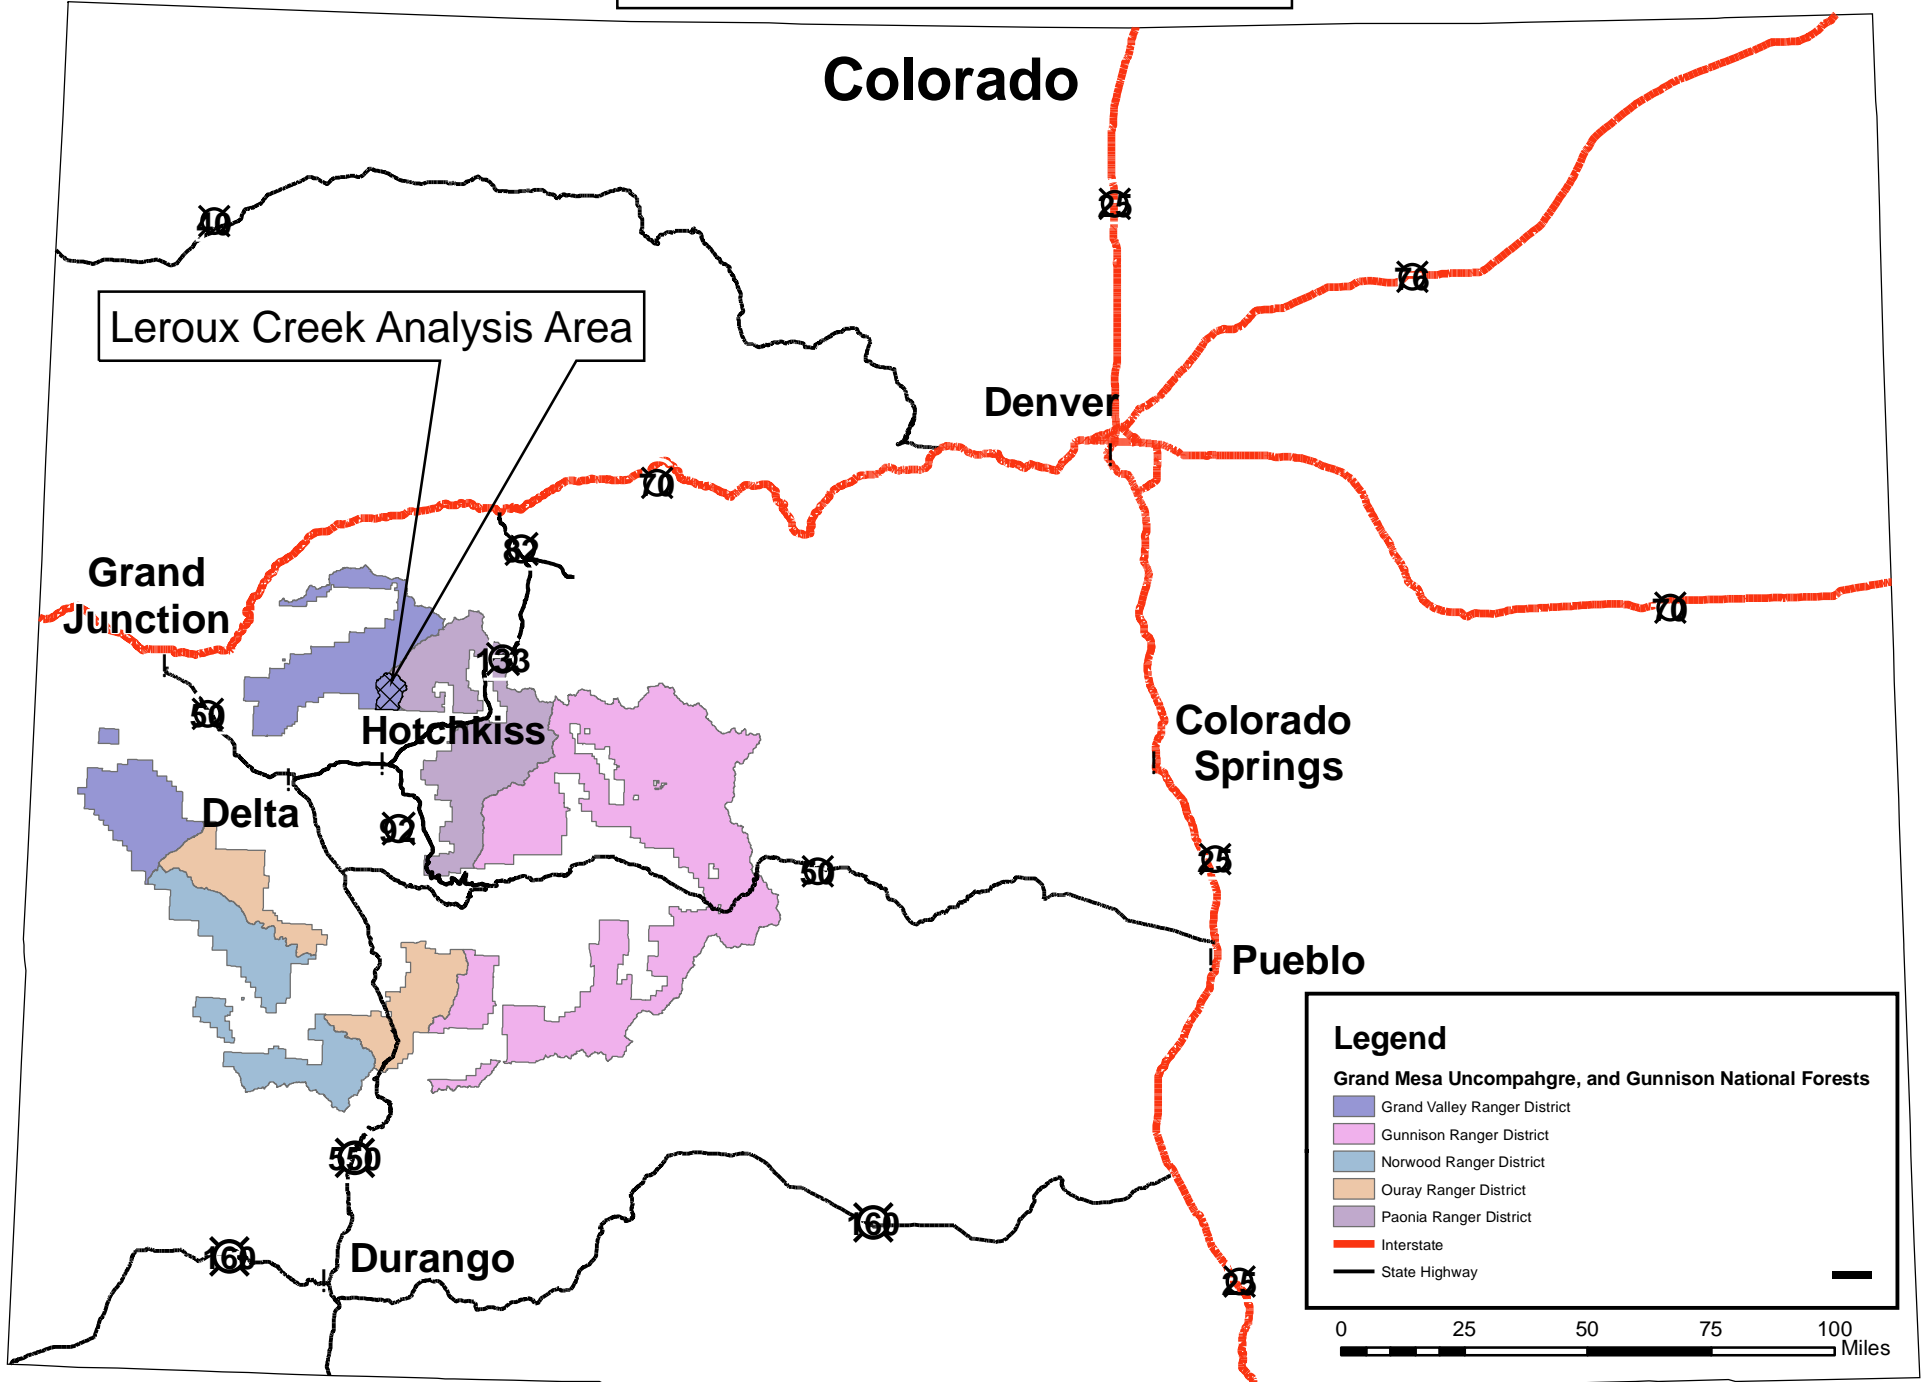 Colorado
40
25
76
Leroux Creek Analysis Area
Denver
70
82
Grand
Junction
70
133
50
Hotchkiss
Colorado
Springs
Delta
92
50
25
Pueblo
Legend
Grand Mesa Uncompahgre, and Gunnison National Forests
Grand Valley Ranger District
Gunnison Ranger District
Norwood Ranger District
Ouray Ranger District
Paonia Ranger District
Interstate
State Highway
550
160
160
Durango
25
0 25 50 75 100
Miles